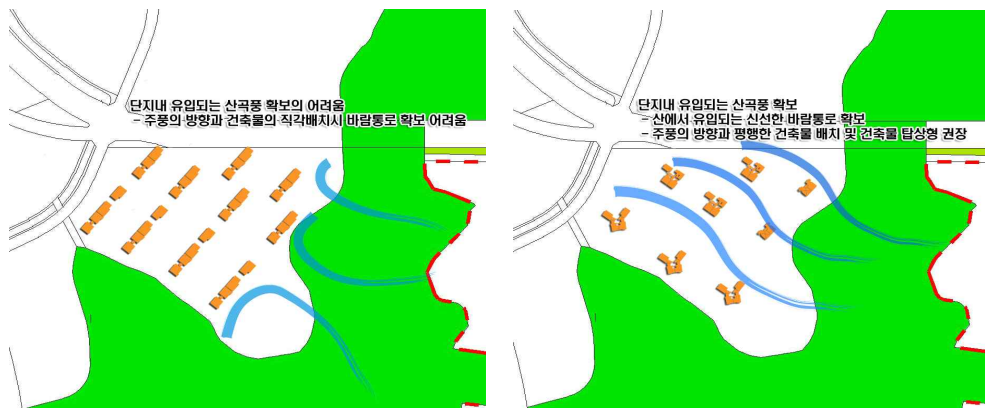 단지내 유입되는 산곡풍 확보의 어려움
- 주풍의 방향과 건축물의 직각배치시 바람통로 확보 어려움
단지내 유입되는 산곡풍 확보
- 산에서 유입되는 신선한 바람통로 확보
- 주풍의 방향과 평행한 건축물 배치 및 건축물 탑상형 권장